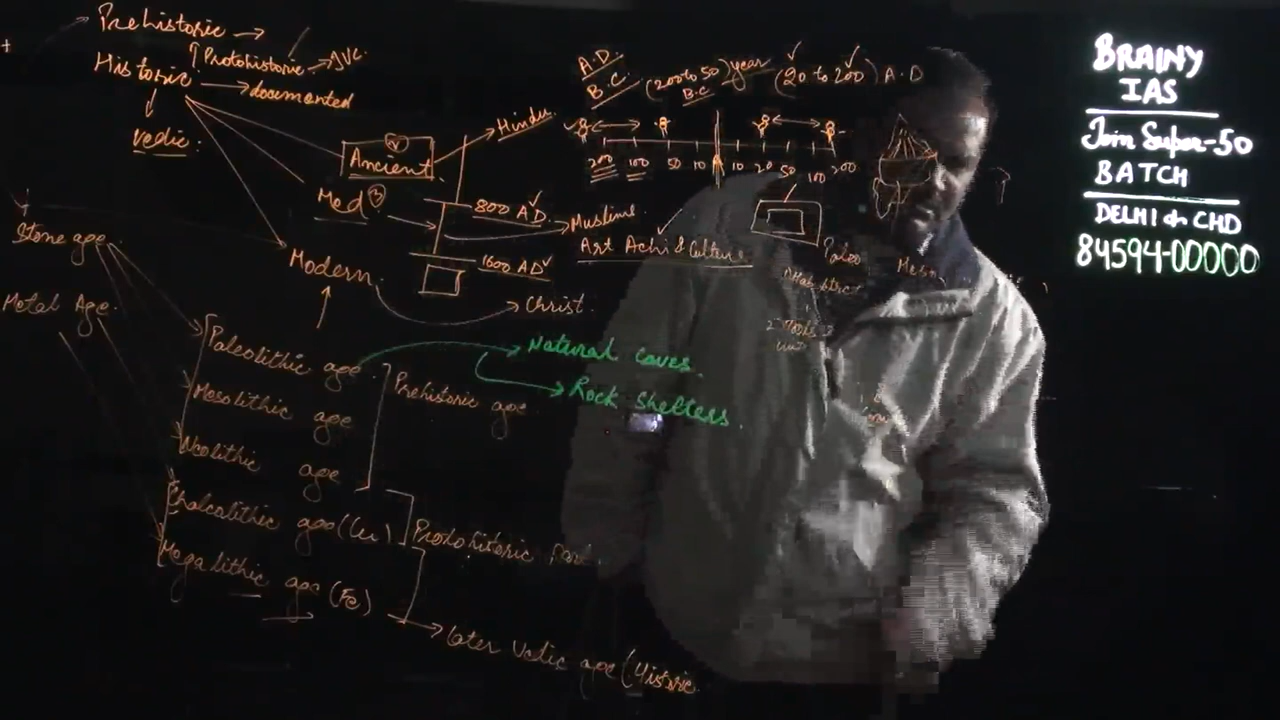 Prehistoric →
Protohistoric → IVC
Historic → documented
Vedic
Ancient
Hindu
Med
800 AD
Muslims
1600 AD
Modern
Christ
A.D.
B.C.
(200 to 50) year (20 to 200) A.D
B.C
200 100 50 10 10 20 50 100 200
Art Achi & Culture
Paleo
Meso
Stone age
Metal Age
Paleolithic age
Mesolithic age
Neolithic age
Prehistoric age
Natural caves
Rock Shelters
Chalcolithic age (Cu)
Megalithic age (Fe)
Protohistoric
Later Vedic age (Historic
BRAINY
IAS
Join Super-50
BATCH
DELHI & CHD
84594-00000